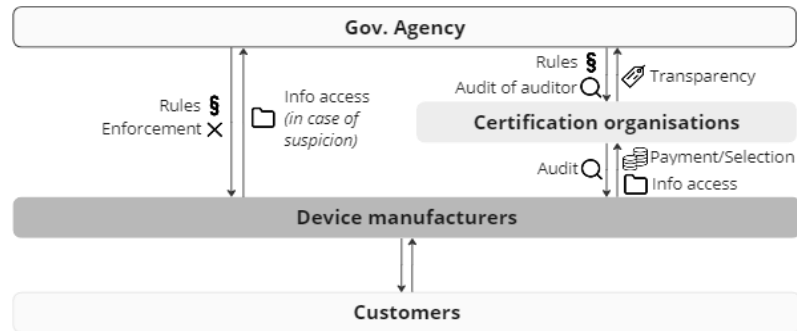 Gov. Agency
Rules §
Enforcement
Info access
(in case of
suspicion)
Rules §
Audit of auditor
Transparency
Certification organisations
Audit
Payment/Selection
Info access
Device manufacturers
Customers